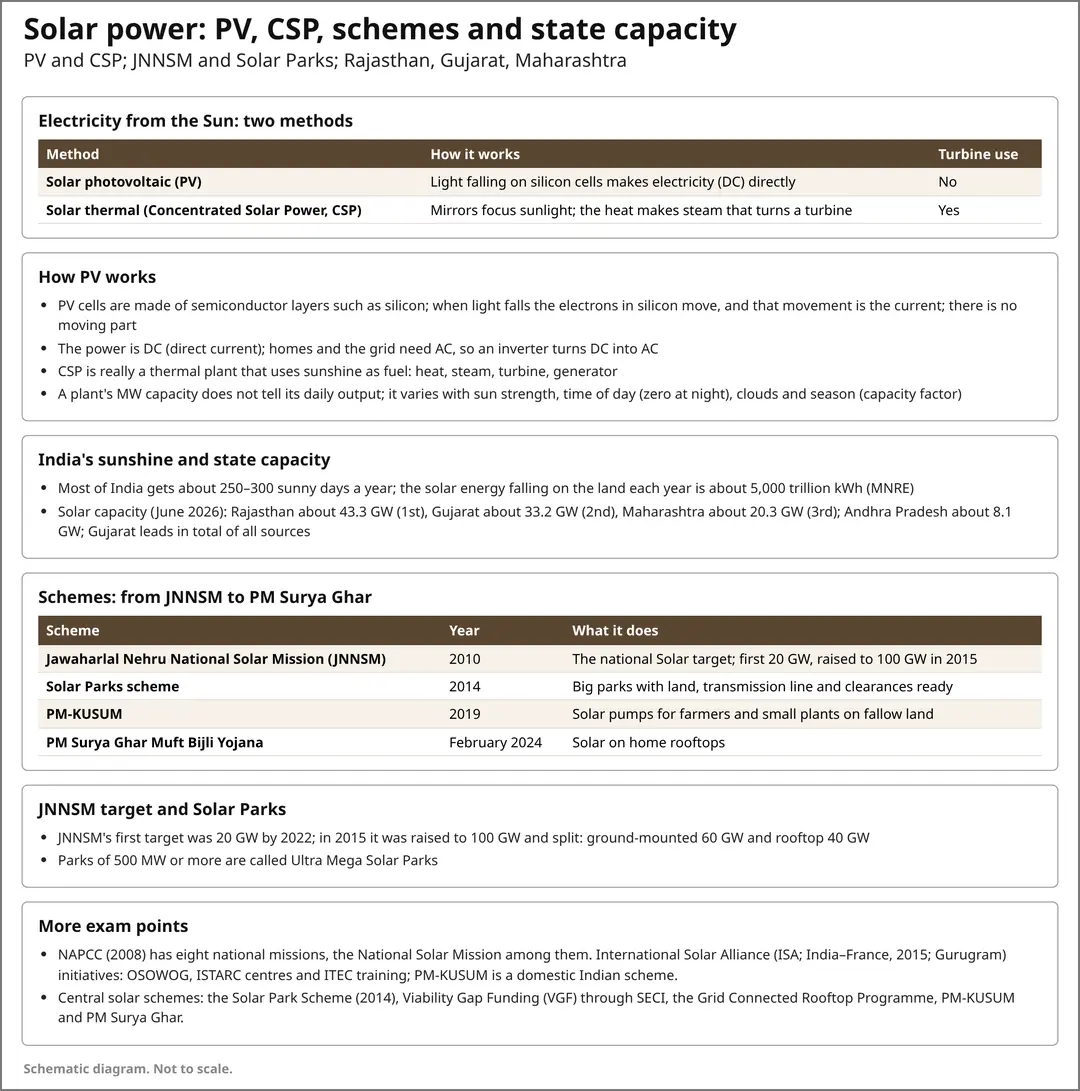 Solar power: PV, CSP, schemes and state capacity
PV and CSP; JNNSM and Solar Parks; Rajasthan, Gujarat, Maharashtra
Electricity from the Sun: two methods
Method How it works Turbine use
Solar photovoltaic (PV) Light falling on silicon cells makes electricity (DC) directly No
Solar thermal (Concentrated Solar Power, CSP) Mirrors focus sunlight; the heat makes steam that turns a turbine Yes
How PV works
• PV cells are made of semiconductor layers such as silicon; when light falls the electrons in silicon move, and that movement is the current; there is no
moving part
• The power is DC (direct current); homes and the grid need AC, so an inverter turns DC into AC
• CSP is really a thermal plant that uses sunshine as fuel: heat, steam, turbine, generator
• A plant's MW capacity does not tell its daily output; it varies with sun strength, time of day (zero at night), clouds and season (capacity factor)
India's sunshine and state capacity
• Most of India gets about 250–300 sunny days a year; the solar energy falling on the land each year is about 5,000 trillion kWh (MNRE)
• Solar capacity (June 2026): Rajasthan about 43.3 GW (1st), Gujarat about 33.2 GW (2nd), Maharashtra about 20.3 GW (3rd); Andhra Pradesh about 8.1
GW; Gujarat leads in total of all sources
Schemes: from JNNSM to PM Surya Ghar
Scheme Year What it does
Jawaharlal Nehru National Solar Mission (JNNSM) 2010 The national Solar target; first 20 GW, raised to 100 GW in 2015
Solar Parks scheme 2014 Big parks with land, transmission line and clearances ready
PM-KUSUM 2019 Solar pumps for farmers and small plants on fallow land
PM Surya Ghar Muft Bijli Yojana February 2024 Solar on home rooftops
JNNSM target and Solar Parks
• JNNSM's first target was 20 GW by 2022; in 2015 it was raised to 100 GW and split: ground-mounted 60 GW and rooftop 40 GW
• Parks of 500 MW or more are called Ultra Mega Solar Parks
More exam points
• NAPCC (2008) has eight national missions, the National Solar Mission among them. International Solar Alliance (ISA; India–France, 2015; Gurugram)
initiatives: OSOWOG, ISTARC centres and ITEC training; PM-KUSUM is a domestic Indian scheme.
• Central solar schemes: the Solar Park Scheme (2014), Viability Gap Funding (VGF) through SECI, the Grid Connected Rooftop Programme, PM-KUSUM
and PM Surya Ghar.
Schematic diagram. Not to scale.